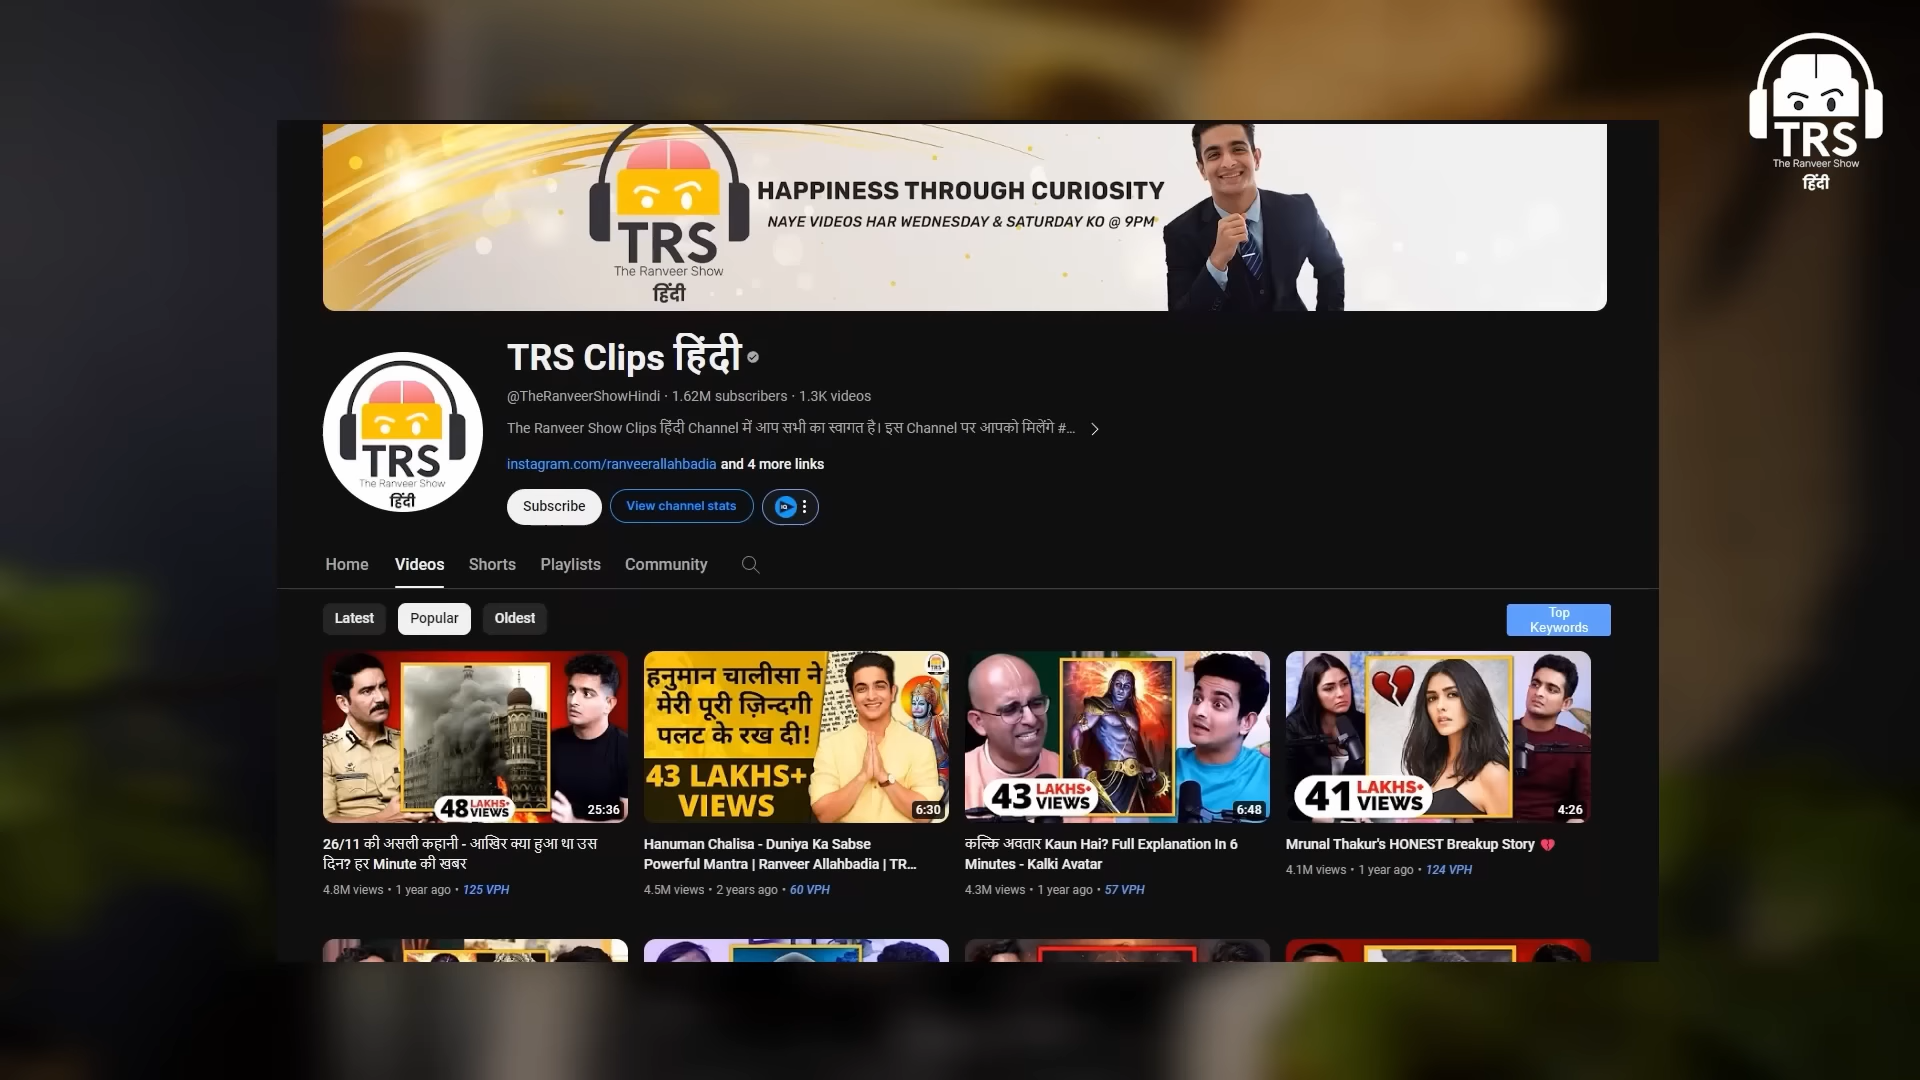 TRS
The Ranveer Show
हिंदी
TRS
The Ranveer Show
हिंदी
HAPPINESS THROUGH CURIOSITY
NAYE VIDEOS HAR WEDNESDAY & SATURDAY KO @ 9PM
TRS
The Ranveer Show
हिंदी
TRS Clips हिंदी
@TheRanveerShowHindi · 1.62M subscribers · 1.3K videos
The Ranveer Show Clips हिंदी Channel में आप सभी का स्वागत है। इस Channel पर आपको मिलेंगे #...
instagram.com/ranveerallahbadia and 4 more links
Subscribe
View channel stats
IQ
Home Videos Shorts Playlists Community
Latest Popular Oldest
Top
Keywords
48 LAKHS+
VIEWS
25:36
हनुमान चालीसा ने
मेरी पूरी ज़िन्दगी
पलट के रख दी!
43 LAKHS+
VIEWS
6:30
43 LAKHS+
VIEWS
6:48
41 LAKHS+
VIEWS
4:26
26/11 की असली कहानी - आखिर क्या हुआ था उस
दिन? हर Minute की खबर
4.8M views • 1 year ago • 125 VPH
Hanuman Chalisa - Duniya Ka Sabse
Powerful Mantra | Ranveer Allahbadia | TR...
4.5M views • 2 years ago • 60 VPH
कल्कि अवतार Kaun Hai? Full Explanation In 6
Minutes - Kalki Avatar
4.3M views • 1 year ago • 57 VPH
Mrunal Thakur's HONEST Breakup Story 💔
4.1M views • 1 year ago • 124 VPH